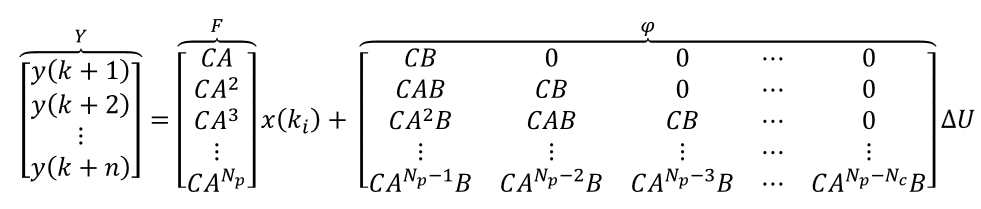 Y F φ
y(k + 1) CA CB 0 0 ⋯ 0
y(k + 2) CA² CAB CB 0 ⋯ 0
⋮ = CA³ x(kᵢ) + CA²B CAB CB ⋯ 0 ΔU
⋮ ⋮ ⋮ ⋮ ⋯ ⋮
y(k + n) CA^{N_p} CA^{N_p−1}B CA^{N_p−2}B CA^{N_p−3}B ⋯ CA^{N_p−N_c}B